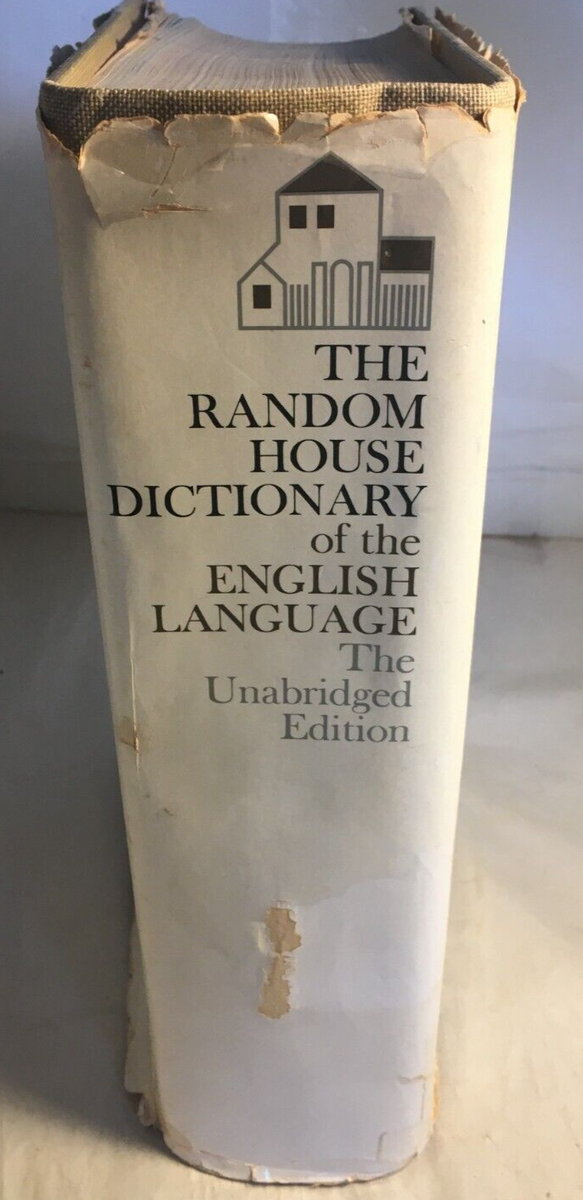 THE
RANDOM
HOUSE
DICTIONARY
of the
ENGLISH
LANGUAGE
The
Unabridged
Edition